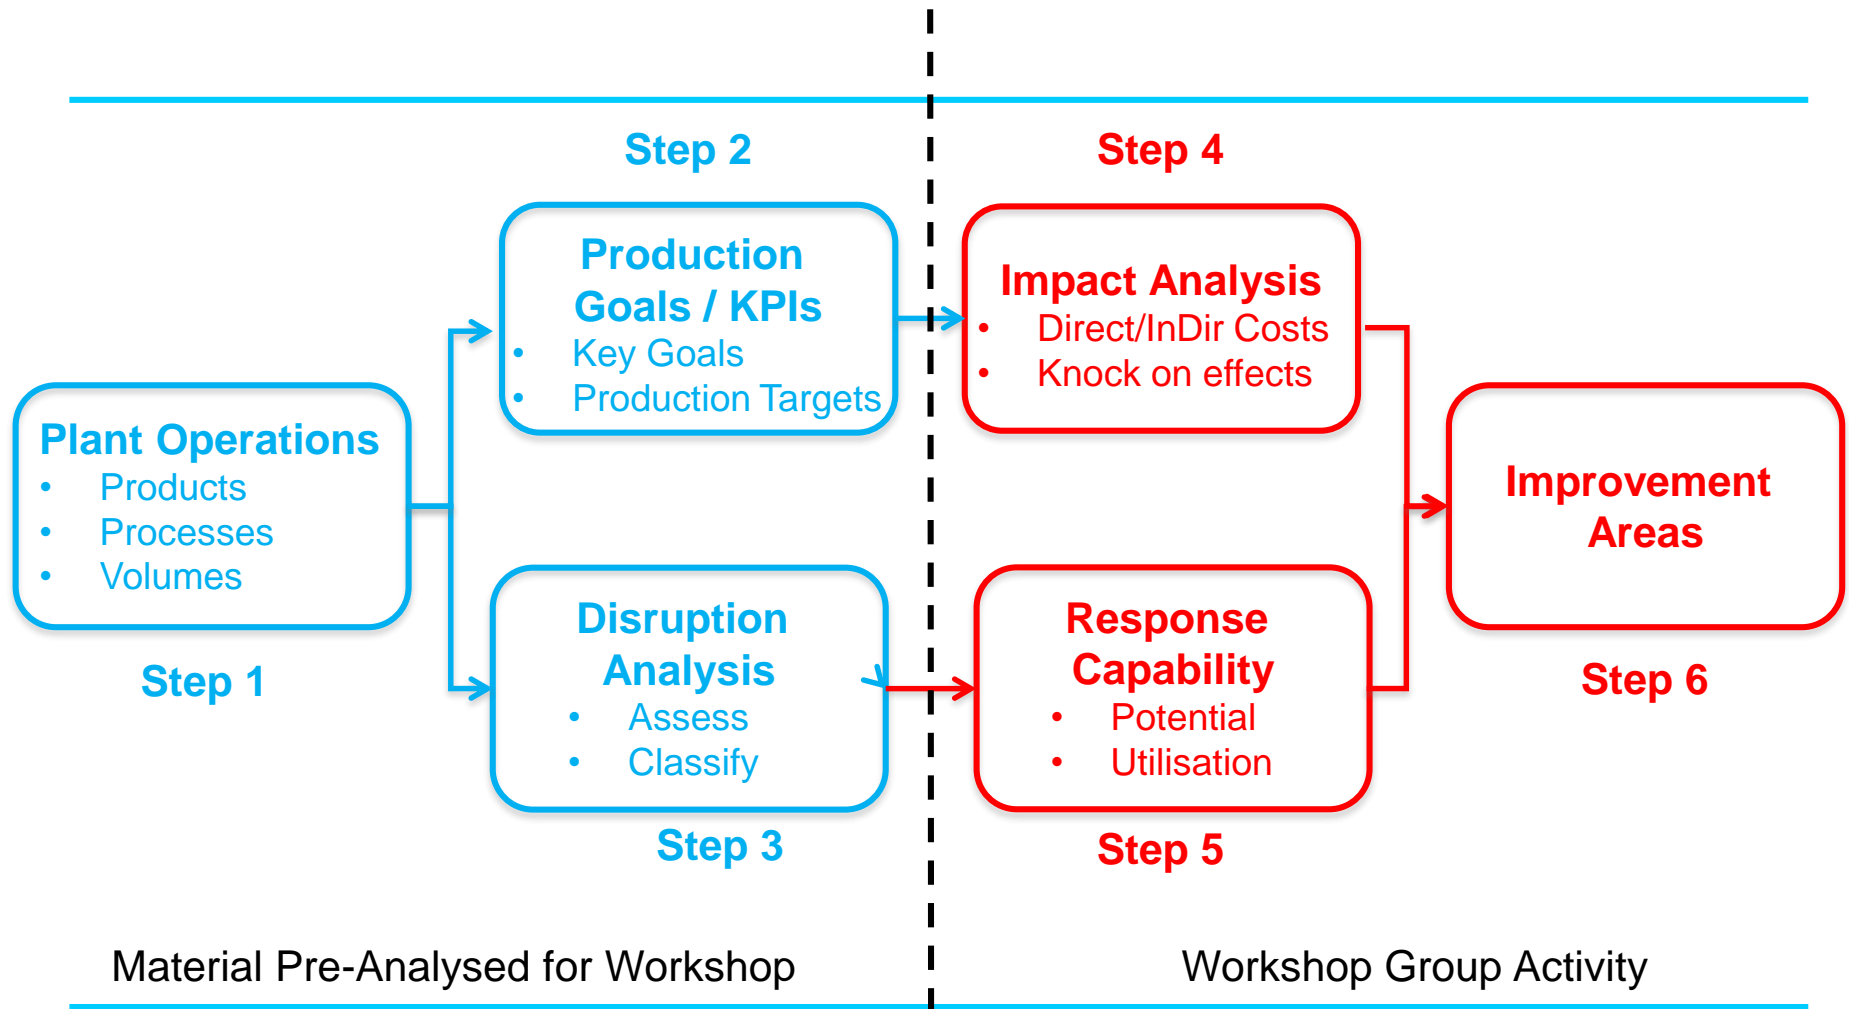 Step 2
Production
Goals / KPIs
• Key Goals
• Production Targets
Step 4
Impact Analysis
• Direct/InDir Costs
• Knock on effects
Plant Operations
• Products
• Processes
• Volumes
Step 1
Improvement
Areas
Step 6
Disruption
Analysis
• Assess
• Classify
Step 3
Response
Capability
• Potential
• Utilisation
Step 5
Material Pre-Analysed for Workshop
Workshop Group Activity